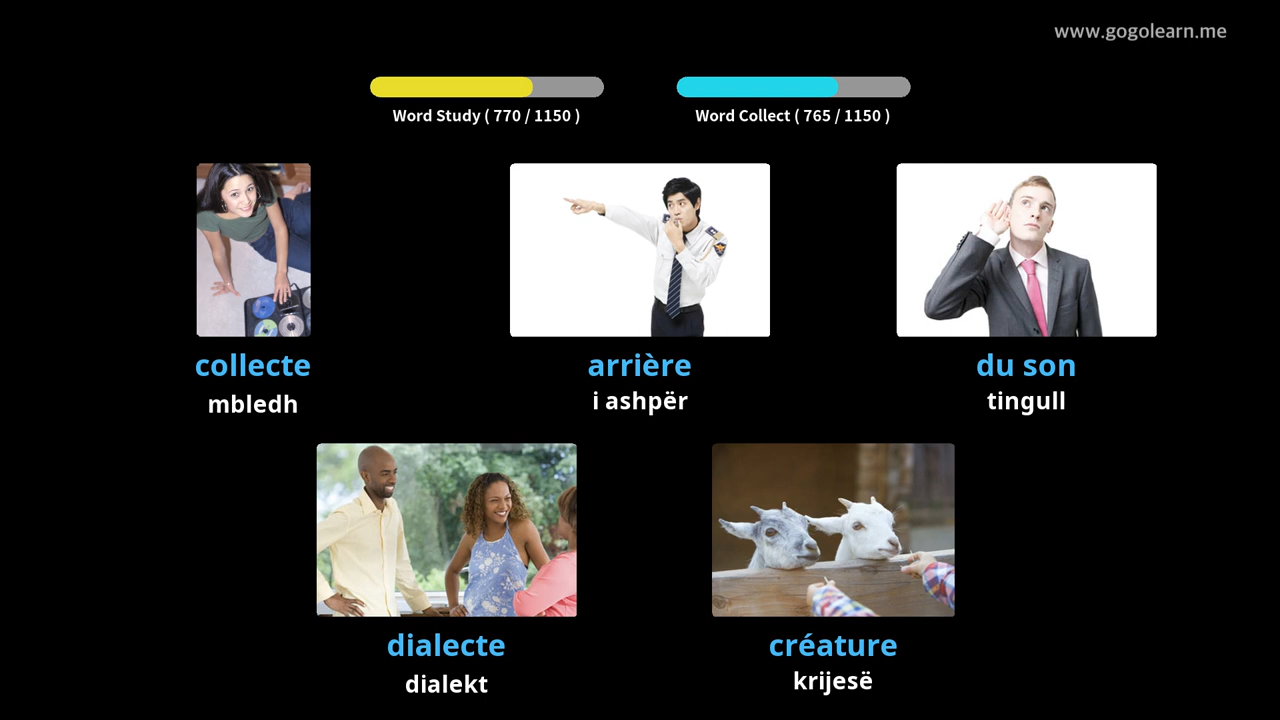 www.gogolearn.me
Word Study ( 770 / 1150 )
Word Collect ( 765 / 1150 )
collecte
mbledh
arrière
i ashpër
du son
tingull
dialecte
dialekt
créature
krijesë